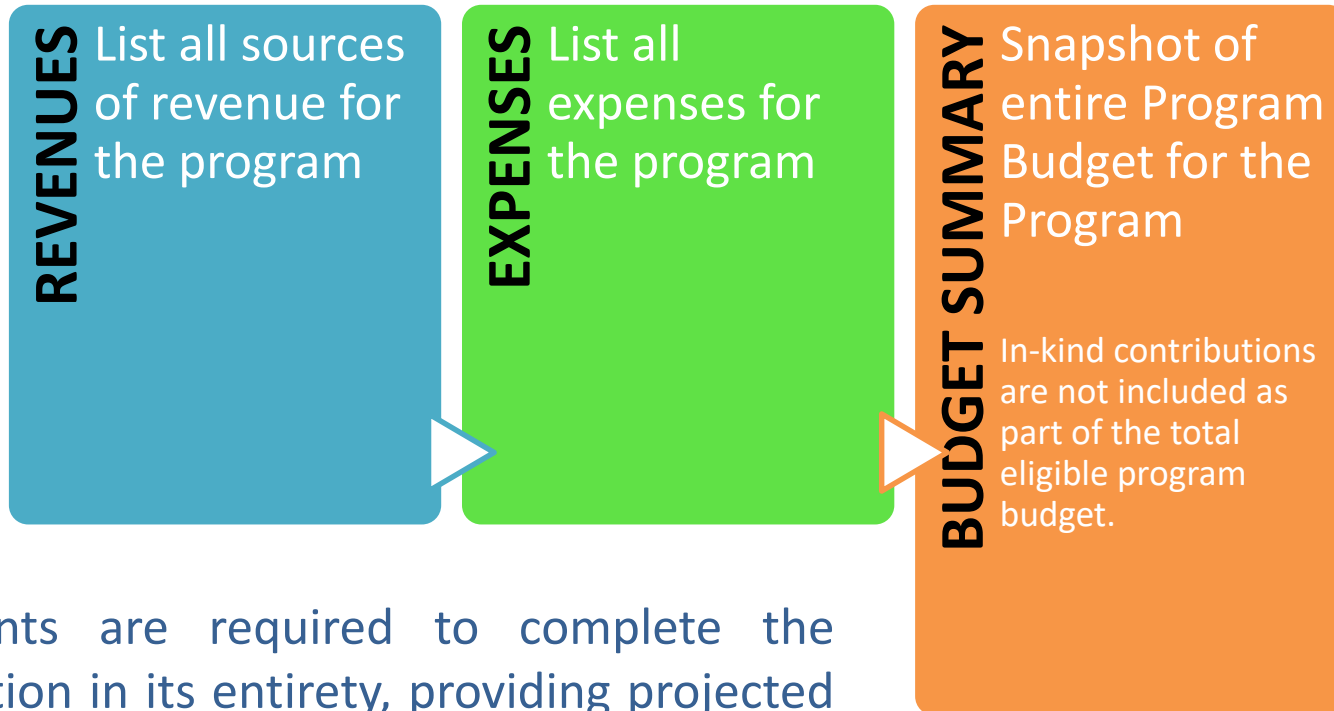 REVENUES
List all sources
of revenue for
the program
EXPENSES
List all
expenses for
the program
BUDGET SUMMARY
Snapshot of
entire Program
Budget for the
Program
In-kind contributions
are not included as
part of the total
eligible program
budget.
nts are required to complete the
tion in its entirety, providing projected